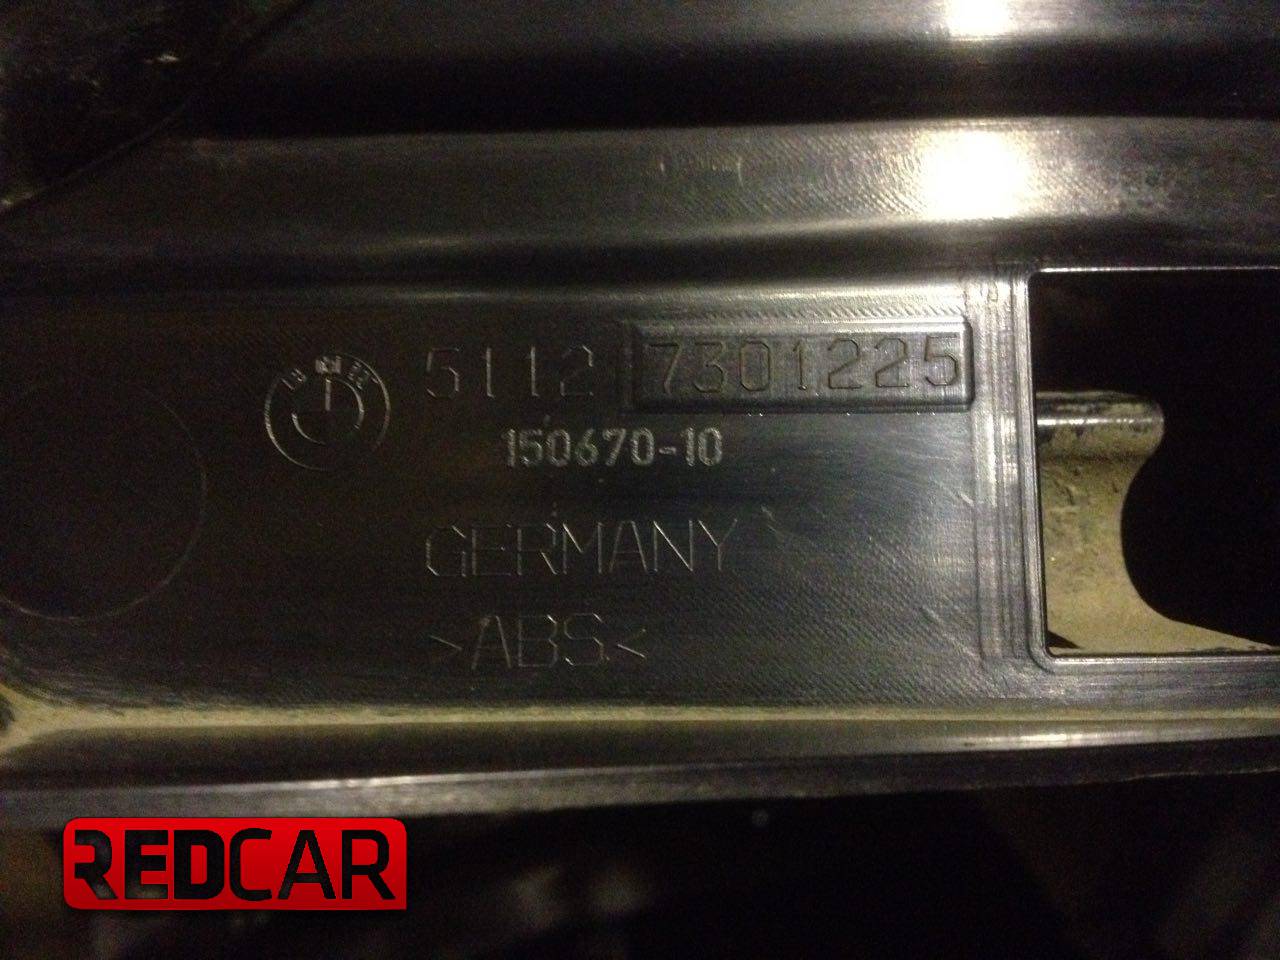 5112 7301225
150670-10
GERMANY
>ABS<
REDCAR